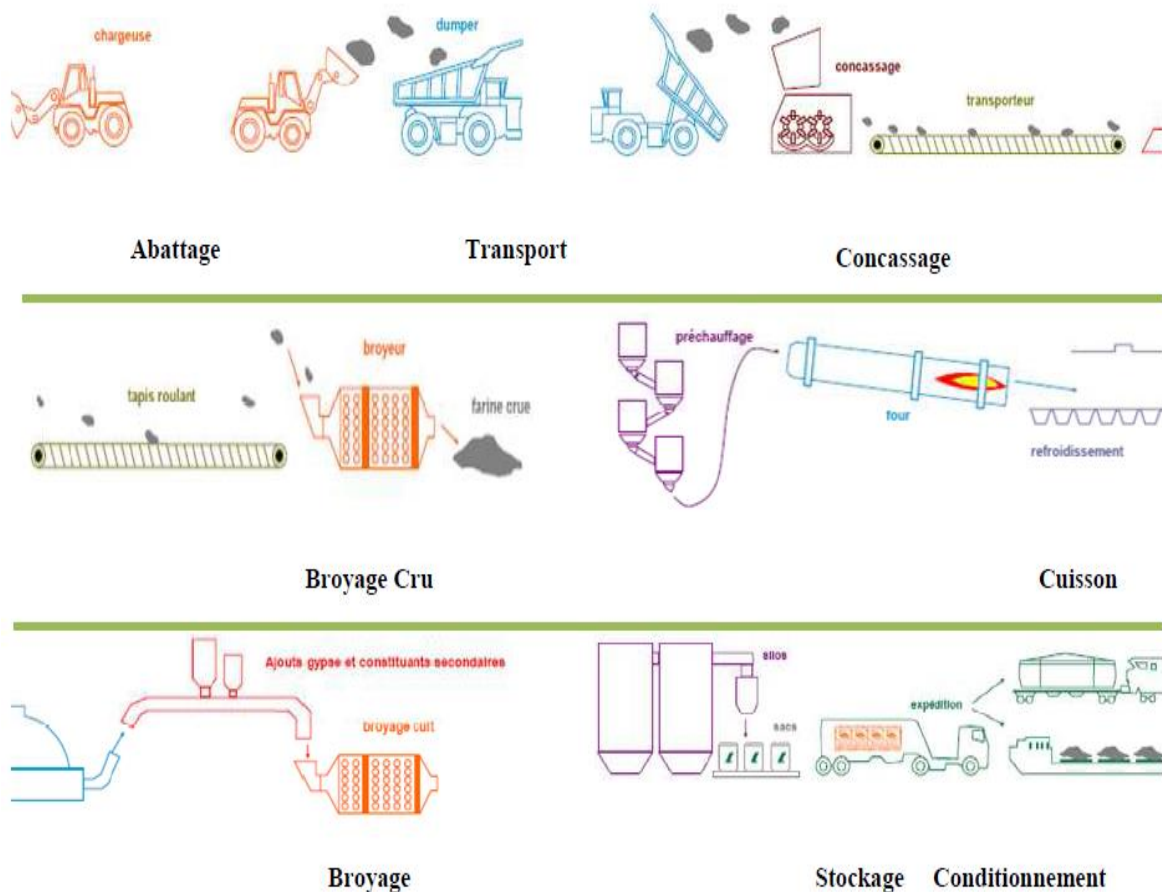 chargeuse
dumper
concassage
transporteur
Abattage
Transport
Concassage
tapis roulant
broyeur
farine crue
préchauffage
four
refroidissement
Broyage Cru
Cuisson
Ajouts gypse et constituants secondaires
broyage cuit
silos
sacs
expédition
Broyage
Stockage
Conditionnement